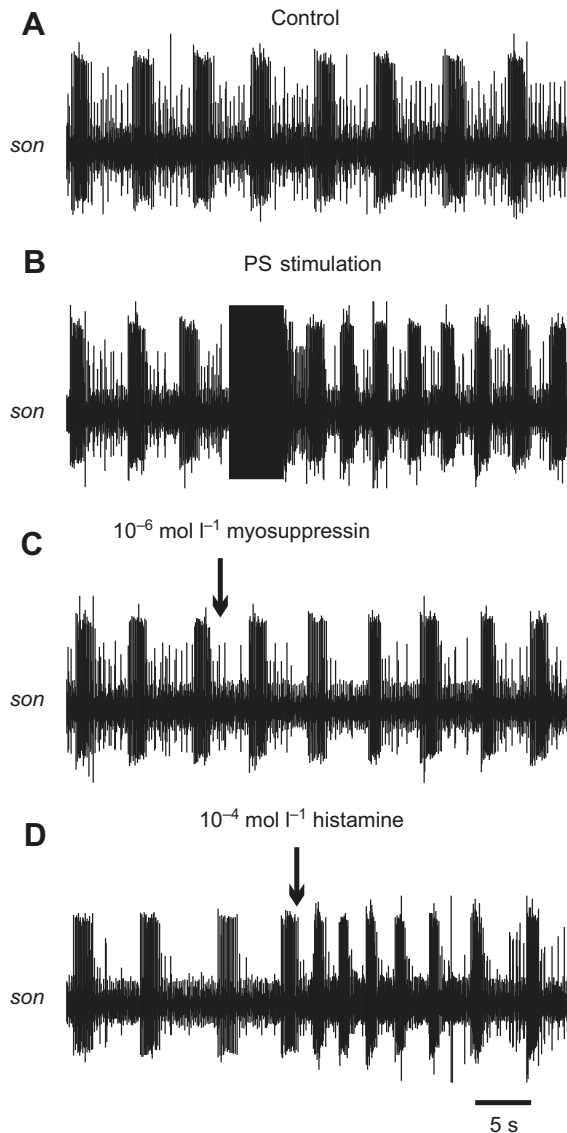 A
Control
son
B
PS stimulation
son
C
10⁻⁶ mol l⁻¹ myosuppressin
son
D
10⁻⁴ mol l⁻¹ histamine
son
5 s